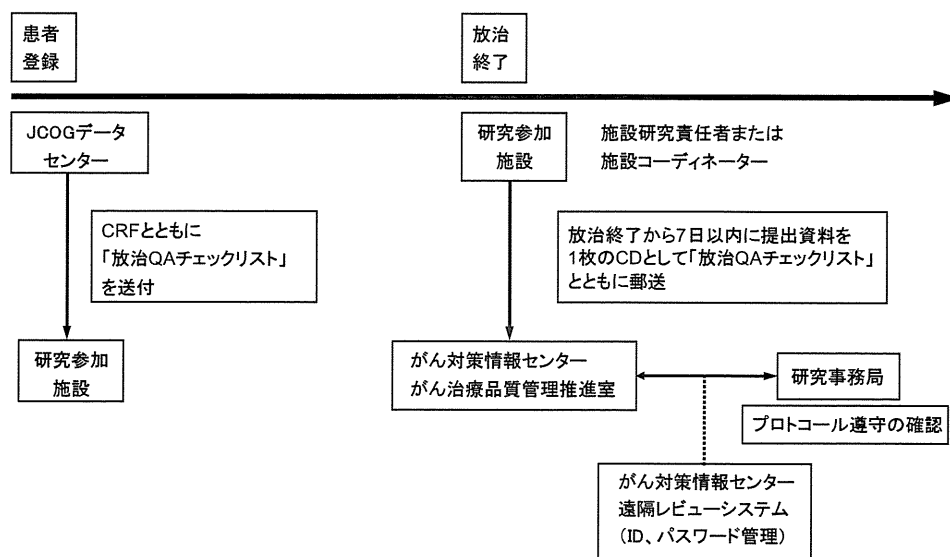 患者
登録
放治
終了
JCOGデータ
センター
研究参加
施設
施設研究責任者または
施設コーディネーター
CRFとともに
「放治QAチェックリスト」
を送付
放治終了から7日以内に提出資料を
1枚のCDとして「放治QAチェックリスト」
とともに郵送
研究参加
施設
がん対策情報センター
がん治療品質管理推進室
研究事務局
プロトコール遵守の確認
がん対策情報センター
遠隔レビューシステム
(ID、パスワード管理)